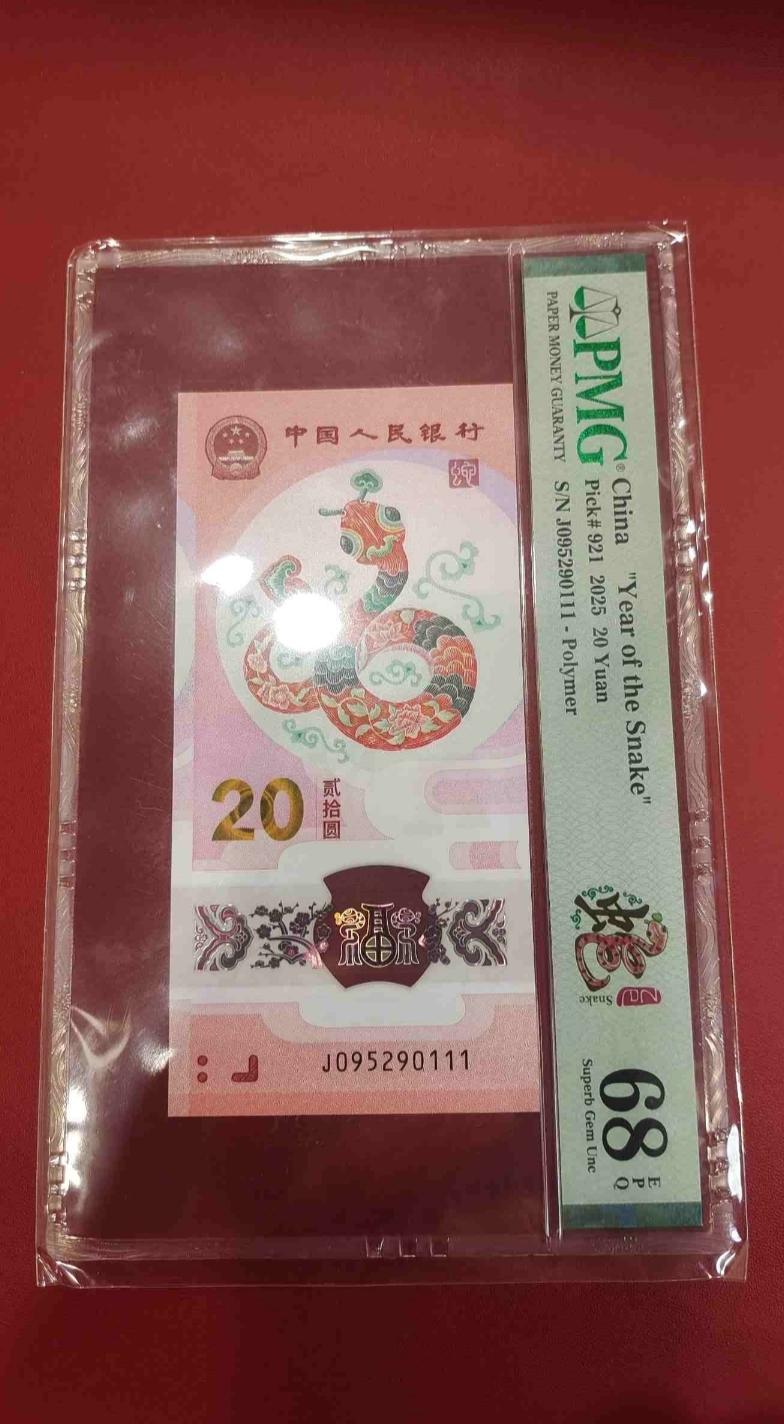 中国人民银行
20
贰拾圆
J095290111
PMG®
PAPER MONEY GUARANTY
China "Year of the Snake"
Pick# 921 2025 20 Yuan
S/N J095290111 - Polymer
蛇
Snake
68
EPQ
Superb Gem Unc